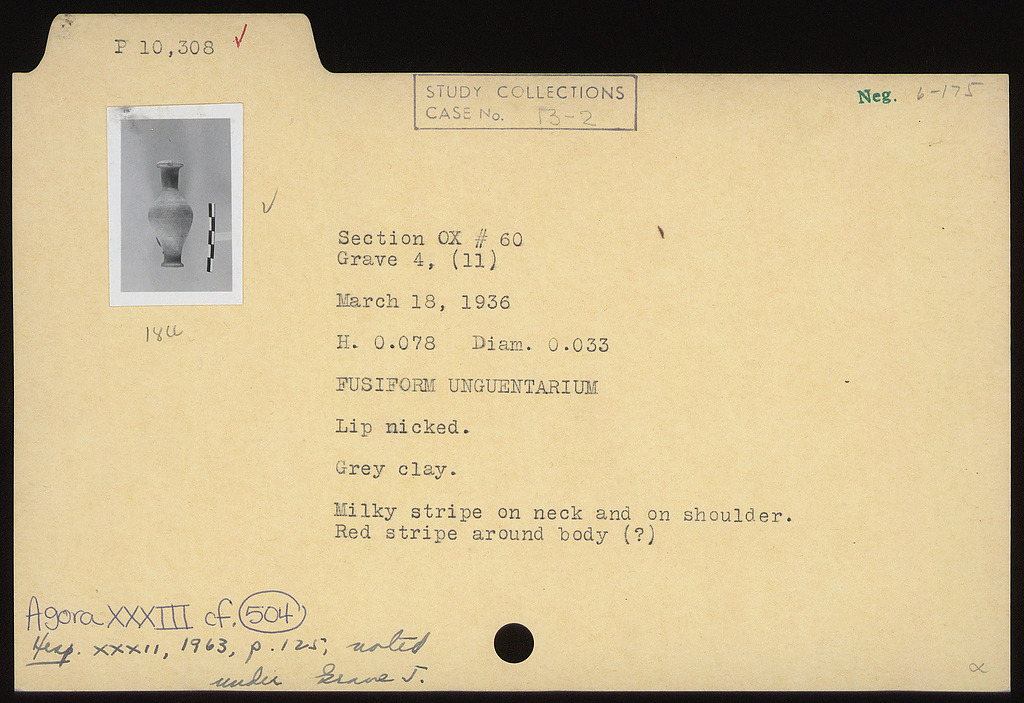 P 10,308
STUDY COLLECTIONS
CASE No. 13-2
Neg. 6-175
Section OX # 60
Grave 4, (11)
March 18, 1936
H. 0.078 Diam. 0.033
FUSIFORM UNGUENTARIUM
Lip nicked.
Grey clay.
Milky stripe on neck and on shoulder.
Red stripe around body (?)
Agora XXXIII cf. 504
Hesp. XXXII, 1963, p. 125, noted
under Grave J.